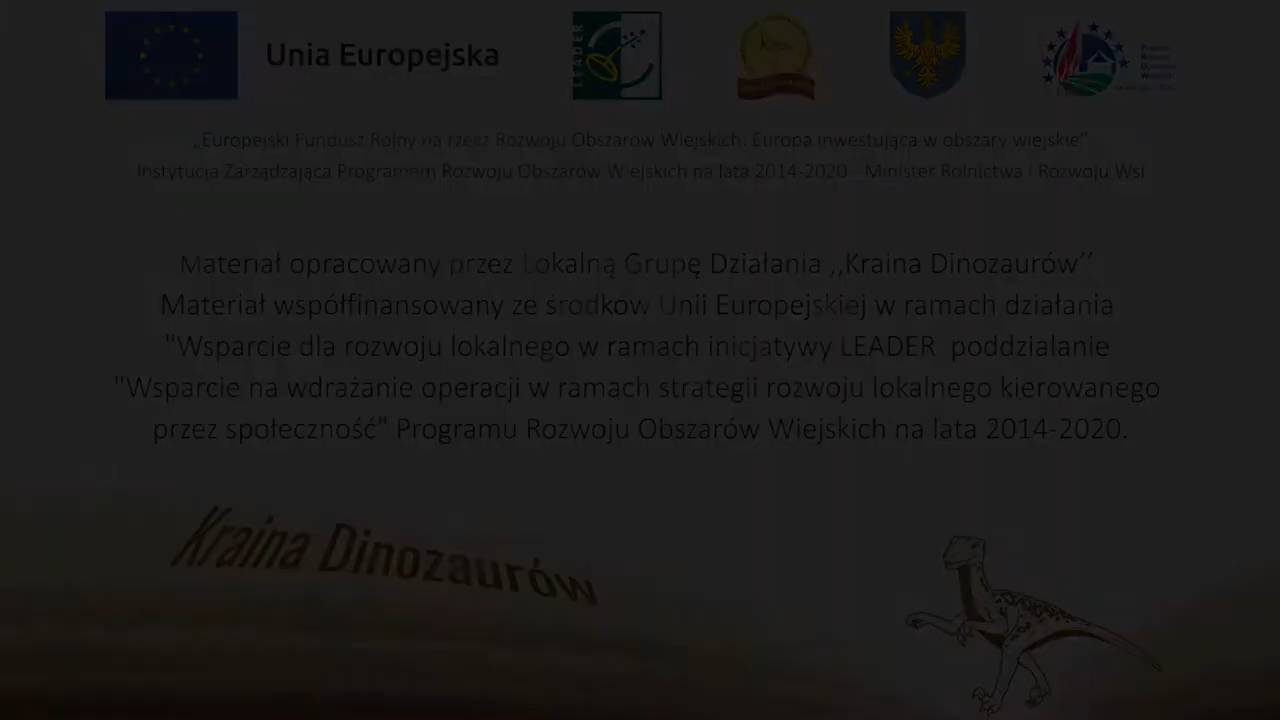 Unia Europejska
LEADER
„Europejski Fundusz Rolny na rzecz Rozwoju Obszarów Wiejskich: Europa inwestująca w obszary wiejskie”
Instytucja Zarządzająca Programem Rozwoju Obszarów Wiejskich na lata 2014-2020 - Minister Rolnictwa i Rozwoju Wsi
Materiał opracowany przez Lokalną Grupę Działania ,,Kraina Dinozaurów’’
Materiał współfinansowany ze środków Unii Europejskiej w ramach działania
"Wsparcie dla rozwoju lokalnego w ramach inicjatywy LEADER poddzialanie
"Wsparcie na wdrażanie operacji w ramach strategii rozwoju lokalnego kierowanego
przez społeczność" Programu Rozwoju Obszarów Wiejskich na lata 2014-2020.
Kraina Dinozaurów